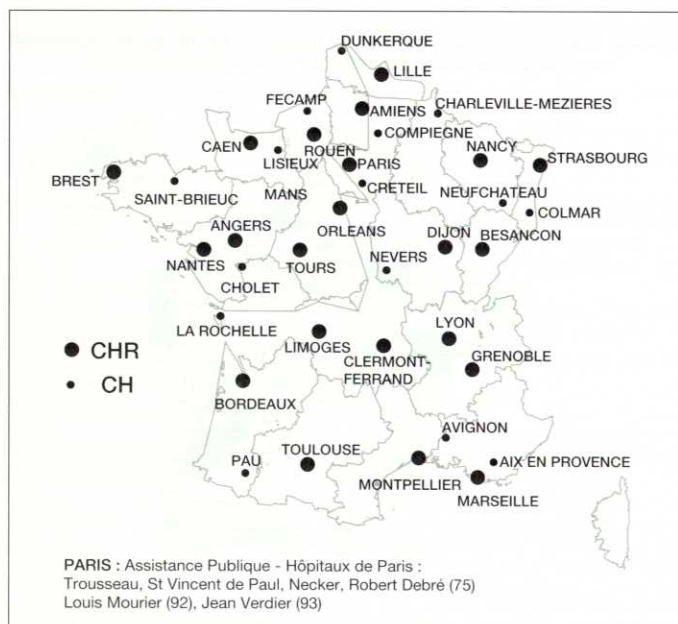 DUNKERQUE
LILLE
FECAMP
AMIENS
CHARLEVILLE-MEZIERES
COMPIEGNE
CAEN
LISIEUX
ROUEN
PARIS
NANCY
STRASBOURG
BREST
SAINT-BRIEUC
MANS
CRETEIL
NEUFCHATEAU
COLMAR
ANGERS
ORLEANS
DIJON
BESANCON
NANTES
TOURS
NEVERS
CHOLET
LA ROCHELLE
LYON
CHR
LIMOGES
CLERMONT-
FERRAND
GRENOBLE
CH
BORDEAUX
AVIGNON
TOULOUSE
PAU
AIX EN PROVENCE
MONTPELLIER
MARSEILLE
PARIS : Assistance Publique - Hôpitaux de Paris :
Trousseau, St Vincent de Paul, Necker, Robert Debré (75)
Louis Mourier (92), Jean Verdier (93)